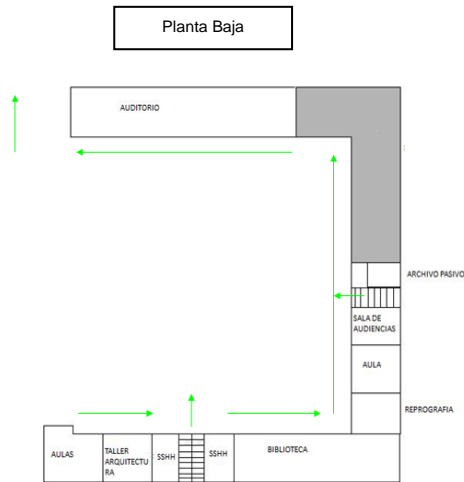 Planta Baja
AUDITORIO
ARCHIVO PASIVO
SALA DE
AUDIENCIAS
AULA
REPROGRAFIA
AULAS
TALLER
ARQUITECTU
RA
SSHH
SSHH
BIBLIOTECA